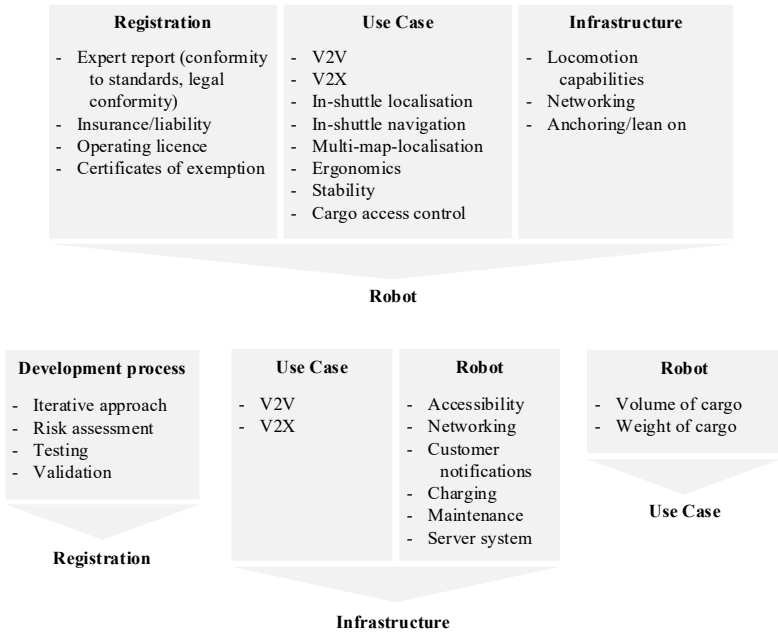 Registration
- Expert report (conformity
to standards, legal
conformity)
- Insurance/liability
- Operating licence
- Certificates of exemption
Use Case
- V2V
- V2X
- In-shuttle localisation
- In-shuttle navigation
- Multi-map-localisation
- Ergonomics
- Stability
- Cargo access control
Infrastructure
- Locomotion
capabilities
- Networking
- Anchoring/lean on
Robot
Development process
- Iterative approach
- Risk assessment
- Testing
- Validation
Registration
Use Case
- V2V
- V2X
Robot
- Accessibility
- Networking
- Customer
notifications
- Charging
- Maintenance
- Server system
Infrastructure
Robot
- Volume of cargo
- Weight of cargo
Use Case